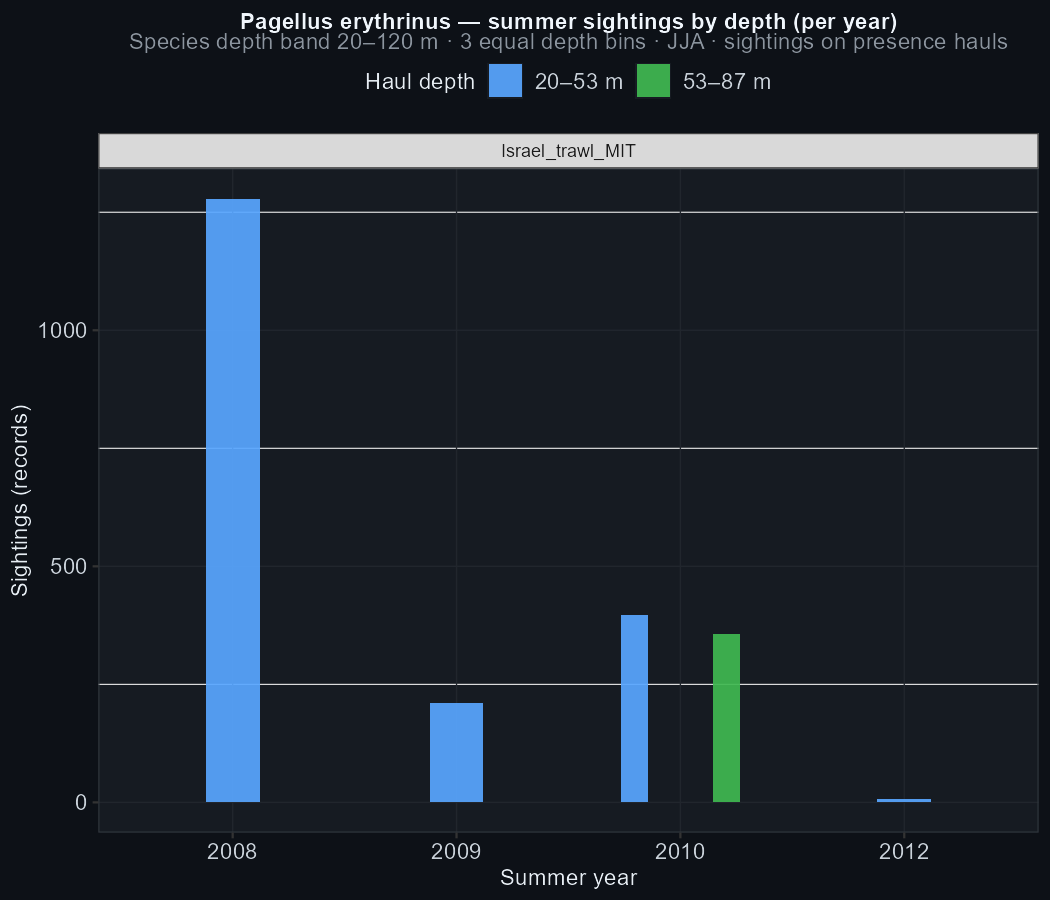 Pagellus erythrinus — summer sightings by depth (per year)
Species depth band 20–120 m · 3 equal depth bins · JJA · sightings on presence hauls
Haul depth 20–53 m 53–87 m
Israel_trawl_MIT
Sightings (records)
1000
500
0
2008 2009 2010 2012
Summer year